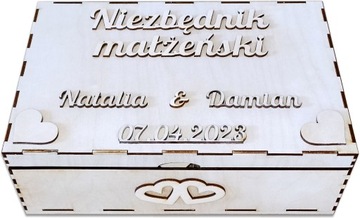 Niezbędnik
małżeński
Natalia & Damian
07.04.2023